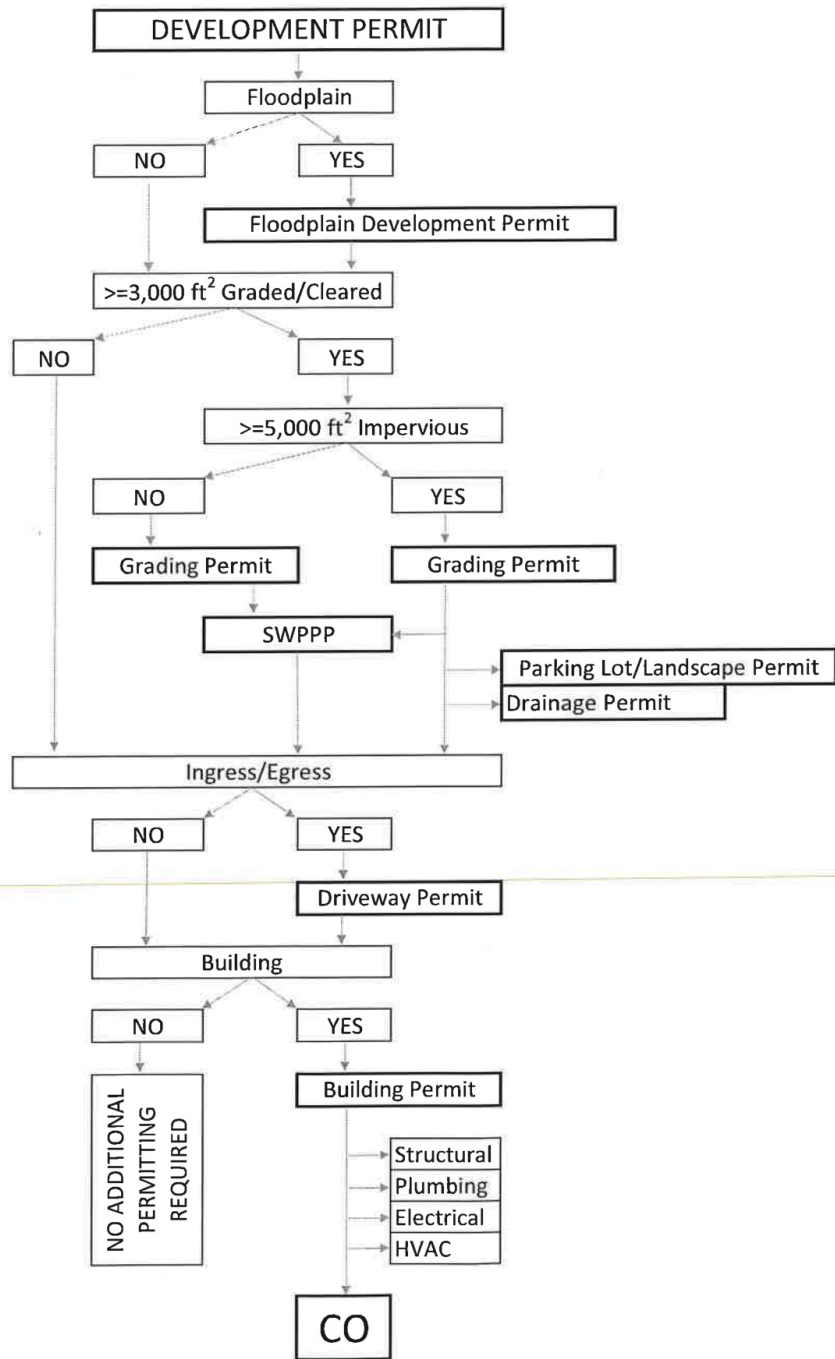 DEVELOPMENT PERMIT
Floodplain
NO
YES
Floodplain Development Permit
>=3,000 ft² Graded/Cleared
NO
YES
>=5,000 ft² Impervious
NO
YES
Grading Permit
Grading Permit
SWPPP
Parking Lot/Landscape Permit
Drainage Permit
Ingress/Egress
NO
YES
Driveway Permit
Building
NO
YES
NO ADDITIONAL
PERMITTING
REQUIRED
Building Permit
Structural
Plumbing
Electrical
HVAC
CO